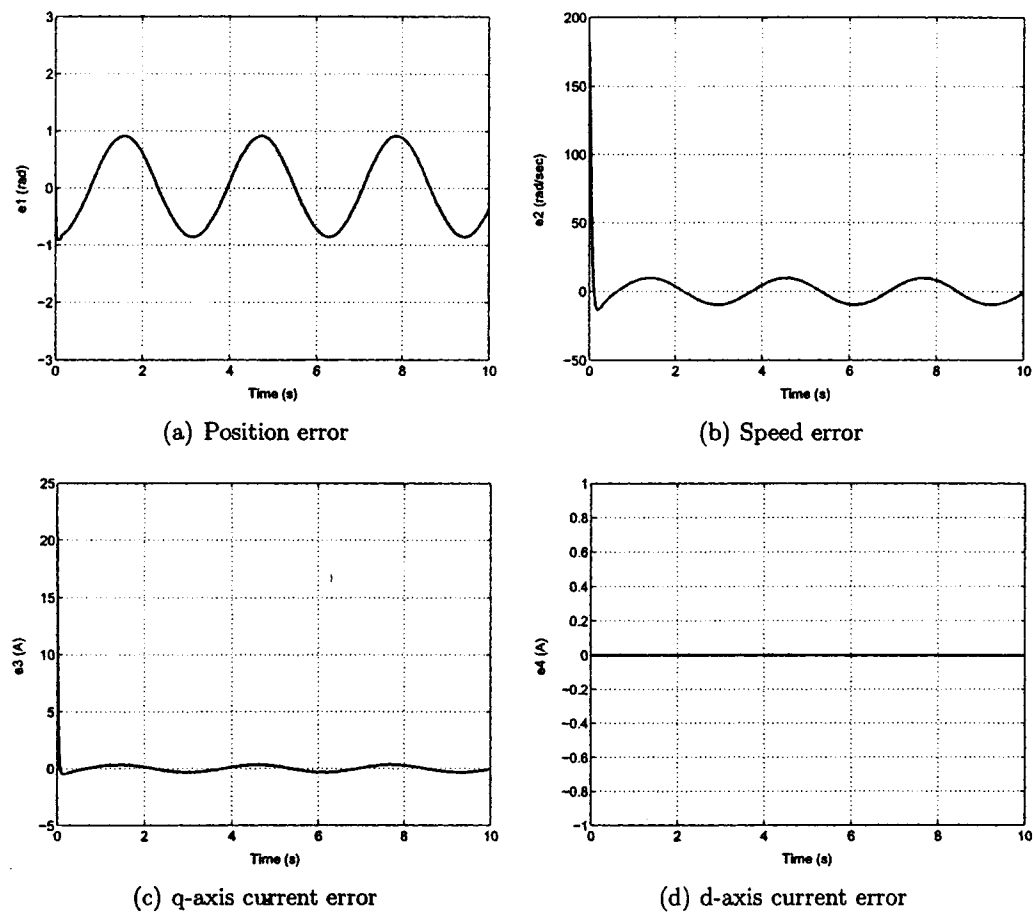 3
2
1
0
−1
−2
−3
e1 (rad)
0 2 4 6 8 10
Time (s)
(a) Position error
200
150
100
50
0
−50
e2 (rad/sec)
0 2 4 6 8 10
Time (s)
(b) Speed error
25
20
15
10
5
0
−5
e3 (A)
0 2 4 6 8 10
Time (s)
(c) q-axis current error
1
0.8
0.6
0.4
0.2
0
−0.2
−0.4
−0.6
−0.8
−1
e4 (A)
0 2 4 6 8 10
Time (s)
(d) d-axis current error